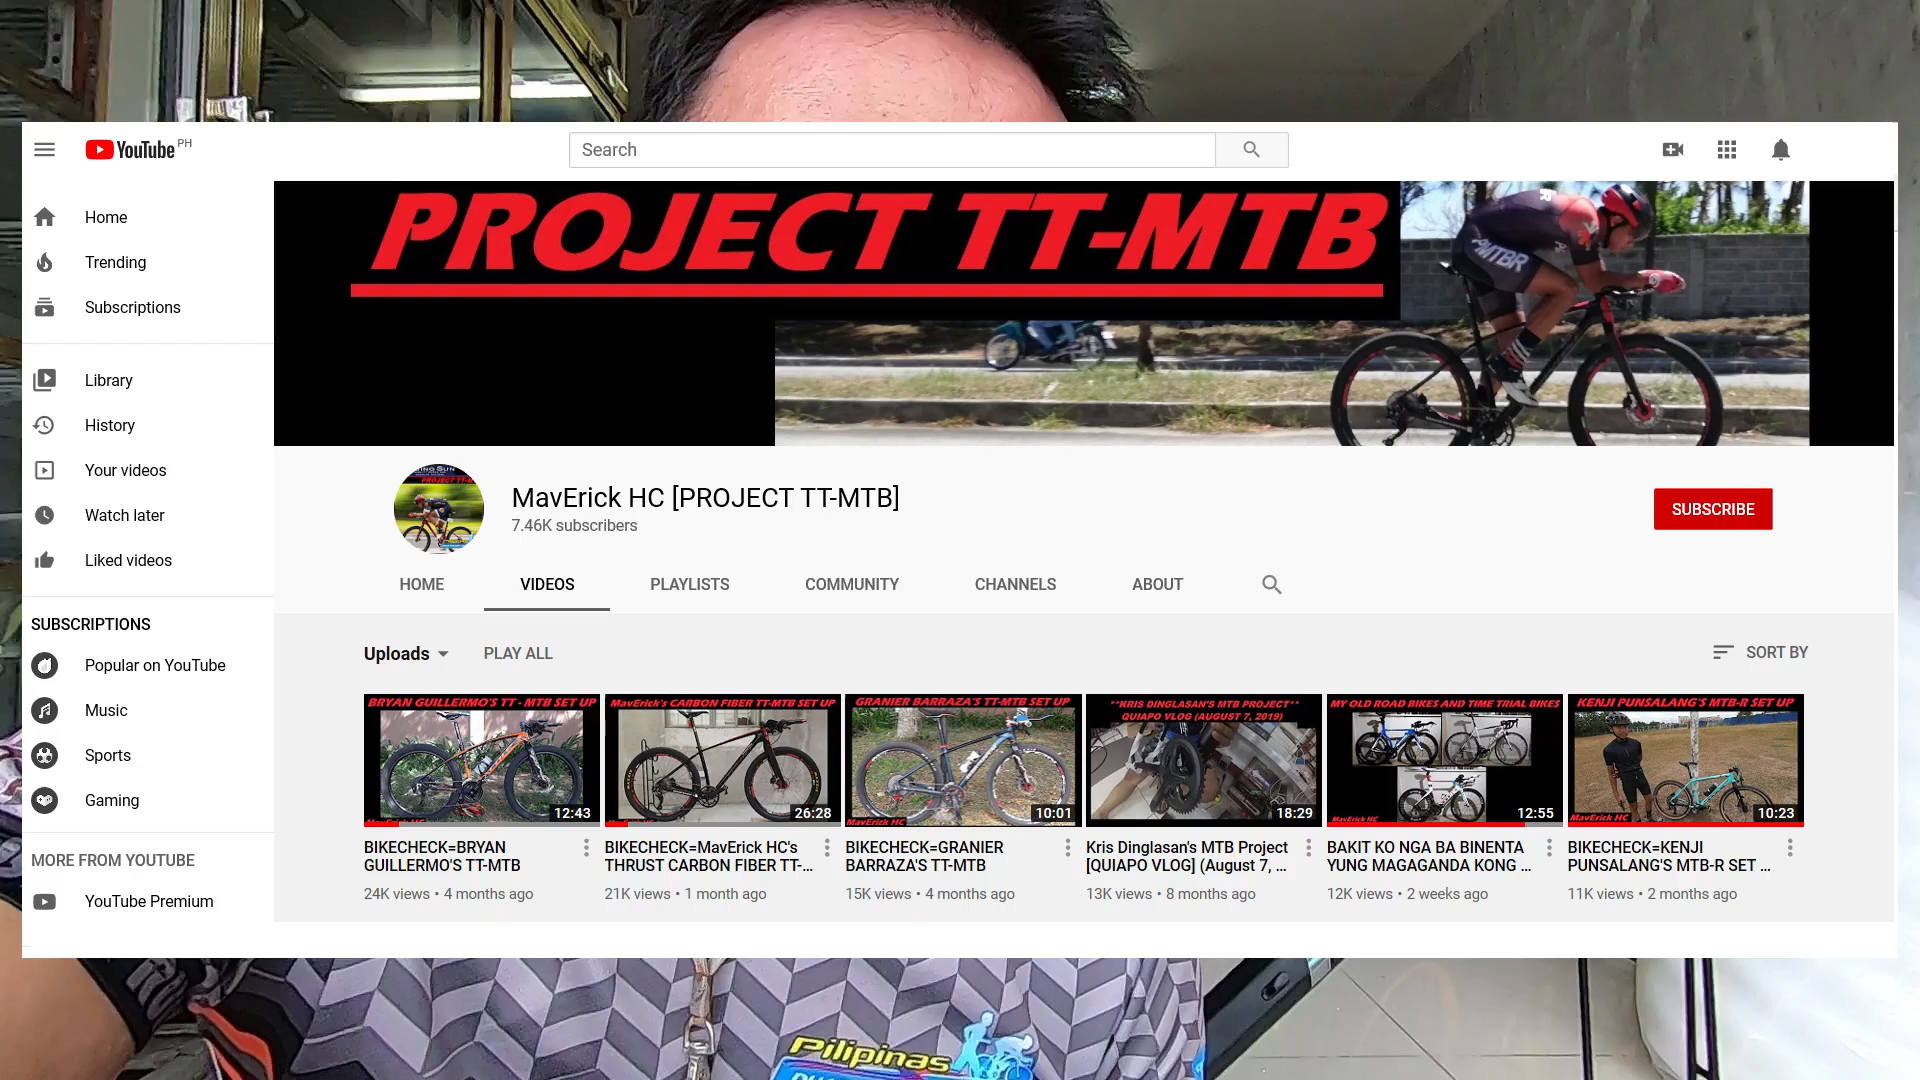 YouTube PH
Search
Home
Trending
Subscriptions
Library
History
Your videos
Watch later
Liked videos
SUBSCRIPTIONS
Popular on YouTube
Music
Sports
Gaming
MORE FROM YOUTUBE
YouTube Premium
PROJECT TT-MTB
PMTBR
MavErick HC [PROJECT TT-MTB]
7.46K subscribers
SUBSCRIBE
HOME VIDEOS PLAYLISTS COMMUNITY CHANNELS ABOUT
Uploads PLAY ALL
SORT BY
BRYAN GUILLERMO'S TT - MTB SET UP
12:43
BIKECHECK=BRYAN
GUILLERMO'S TT-MTB
24K views • 4 months ago
MavErick's CARBON FIBER TT-MTB SET UP
26:28
BIKECHECK=MavErick HC's
THRUST CARBON FIBER TT-...
21K views • 1 month ago
GRANIER BARRAZA'S TT-MTB SET UP
MavErick HC
10:01
BIKECHECK=GRANIER
BARRAZA'S TT-MTB
15K views • 4 months ago
**KRIS DINGLASAN'S MTB PROJECT**
QUIAPO VLOG (AUGUST 7, 2019)
18:29
Kris Dinglasan's MTB Project
[QUIAPO VLOG] (August 7, ...
13K views • 8 months ago
MY OLD ROAD BIKES AND TIME TRIAL BIKES
MavErick HC
12:55
BAKIT KO NGA BA BINENTA
YUNG MAGAGANDA KONG ...
12K views • 2 weeks ago
KENJI PUNSALANG'S MTB-R SET UP
MavErick HC
10:23
BIKECHECK=KENJI
PUNSALANG'S MTB-R SET ...
11K views • 2 months ago
Pilipinas